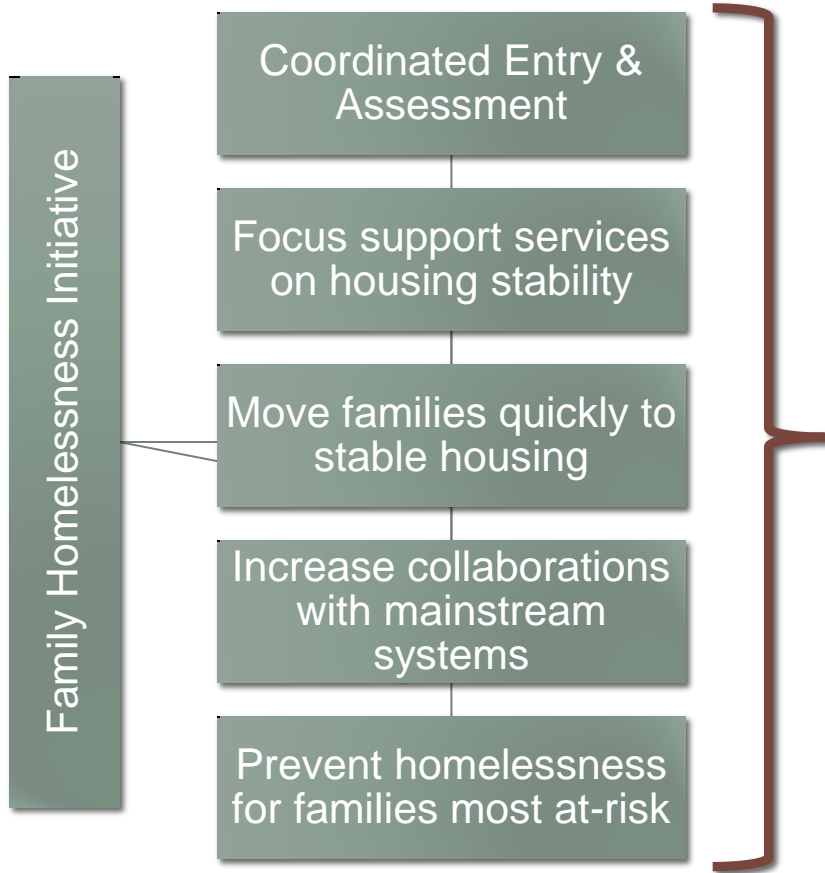 Family Homelessness Initiative
Coordinated Entry &
Assessment
Focus support services
on housing stability
Move families quickly to
stable housing
Increase collaborations
with mainstream
systems
Prevent homelessness
for families most at-risk